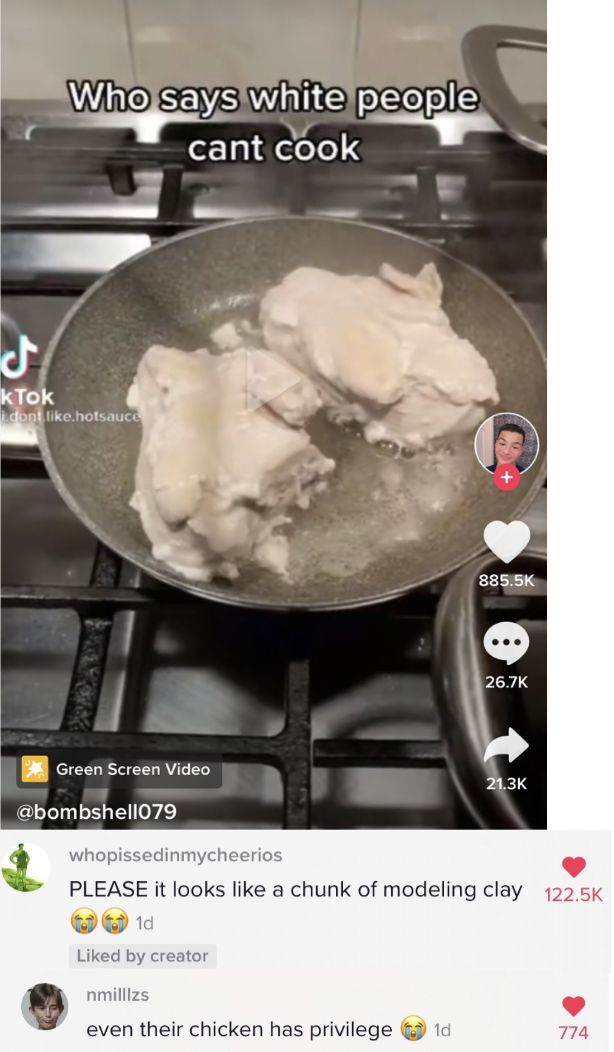 Who says white people
cant cook
kTok
i.dont.like.hotsauce
885.5K
26.7K
21.3K
Green Screen Video
@bombshell079
whopissedinmycheerios
PLEASE it looks like a chunk of modeling clay
😭😭 1d
122.5K
Liked by creator
nmilllzs
even their chicken has privilege 😭 1d
774